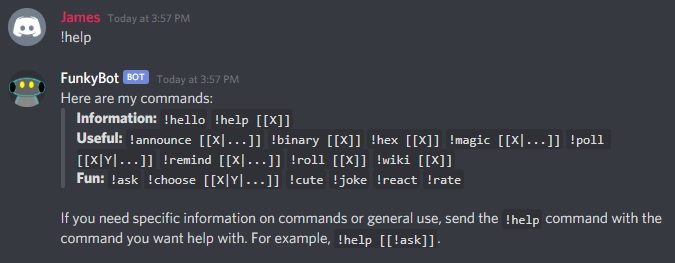 James Today at 3:57 PM
!help
FunkyBot BOT Today at 3:57 PM
Here are my commands:
Information: !hello !help [[X]]
Useful: !announce [[X|...]] !binary [[X]] !hex [[X]] !magic [[X|...]] !poll
[[X|Y|...]] !remind [[X|...]] !roll [[X]] !wiki [[X]]
Fun: !ask !choose [[X|Y|...]] !cute !joke !react !rate
If you need specific information on commands or general use, send the !help command with the
command you want help with. For example, !help [[!ask]].